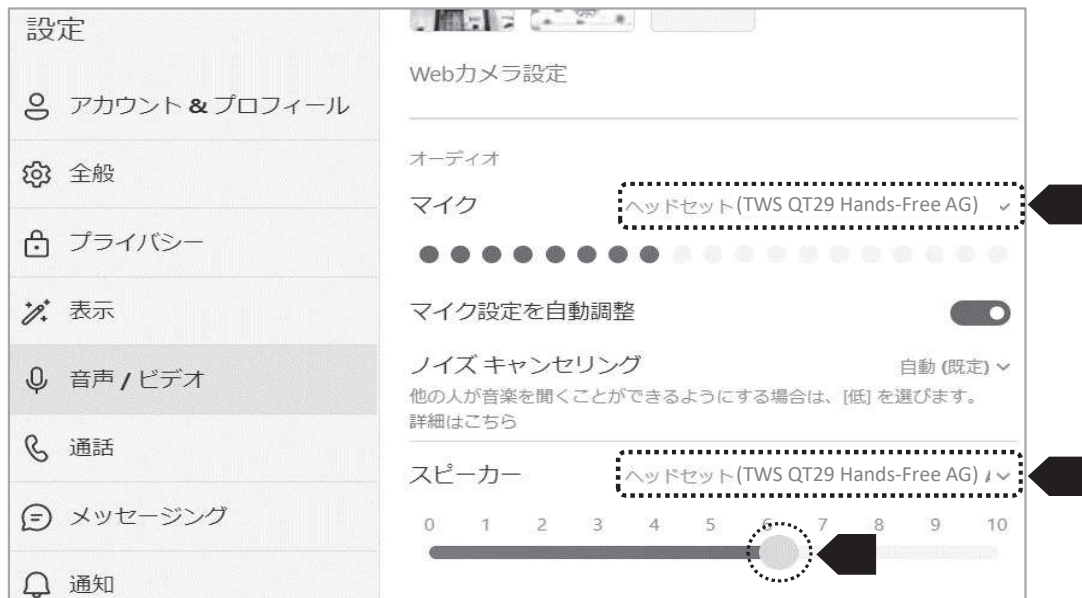 設定
アカウント & プロフィール
全般
プライバシー
表示
音声 / ビデオ
通話
メッセージング
通知
Webカメラ設定
オーディオ
マイク
ヘッドセット(TWS QT29 Hands-Free AG)
マイク設定を自動調整
ノイズ キャンセリング
自動 (既定)
他の人が音楽を聞くことができるようにする場合は、[低] を選びます。
詳細はこちら
スピーカー
ヘッドセット(TWS QT29 Hands-Free AG)
0 1 2 3 4 5 6 7 8 9 10